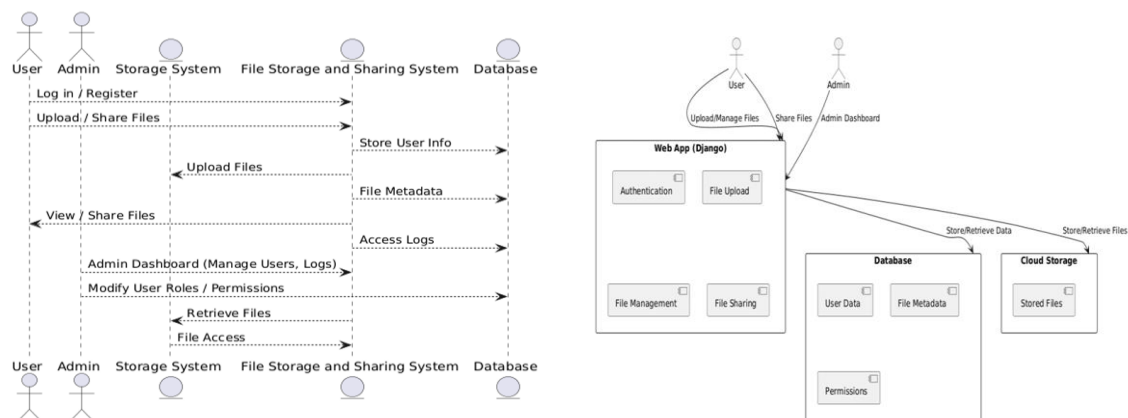 User Admin Storage System File Storage and Sharing System Database
Log in / Register
Upload / Share Files
Store User Info
Upload Files
File Metadata
View / Share Files
Access Logs
Admin Dashboard (Manage Users, Logs)
Modify User Roles / Permissions
Retrieve Files
File Access
User Admin Storage System File Storage and Sharing System Database
User Admin
Upload/Manage Files Share Files Admin Dashboard
Web App (Django)
Authentication File Upload
File Management File Sharing
Store/Retrieve Data Store/Retrieve Files
Database
User Data File Metadata
Permissions
Cloud Storage
Stored Files